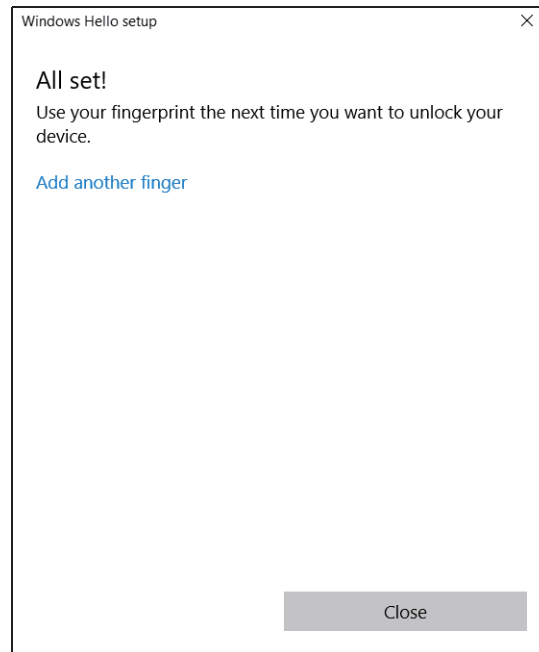 Windows Hello setup
All set!
Use your fingerprint the next time you want to unlock your
device.
Add another finger
Close